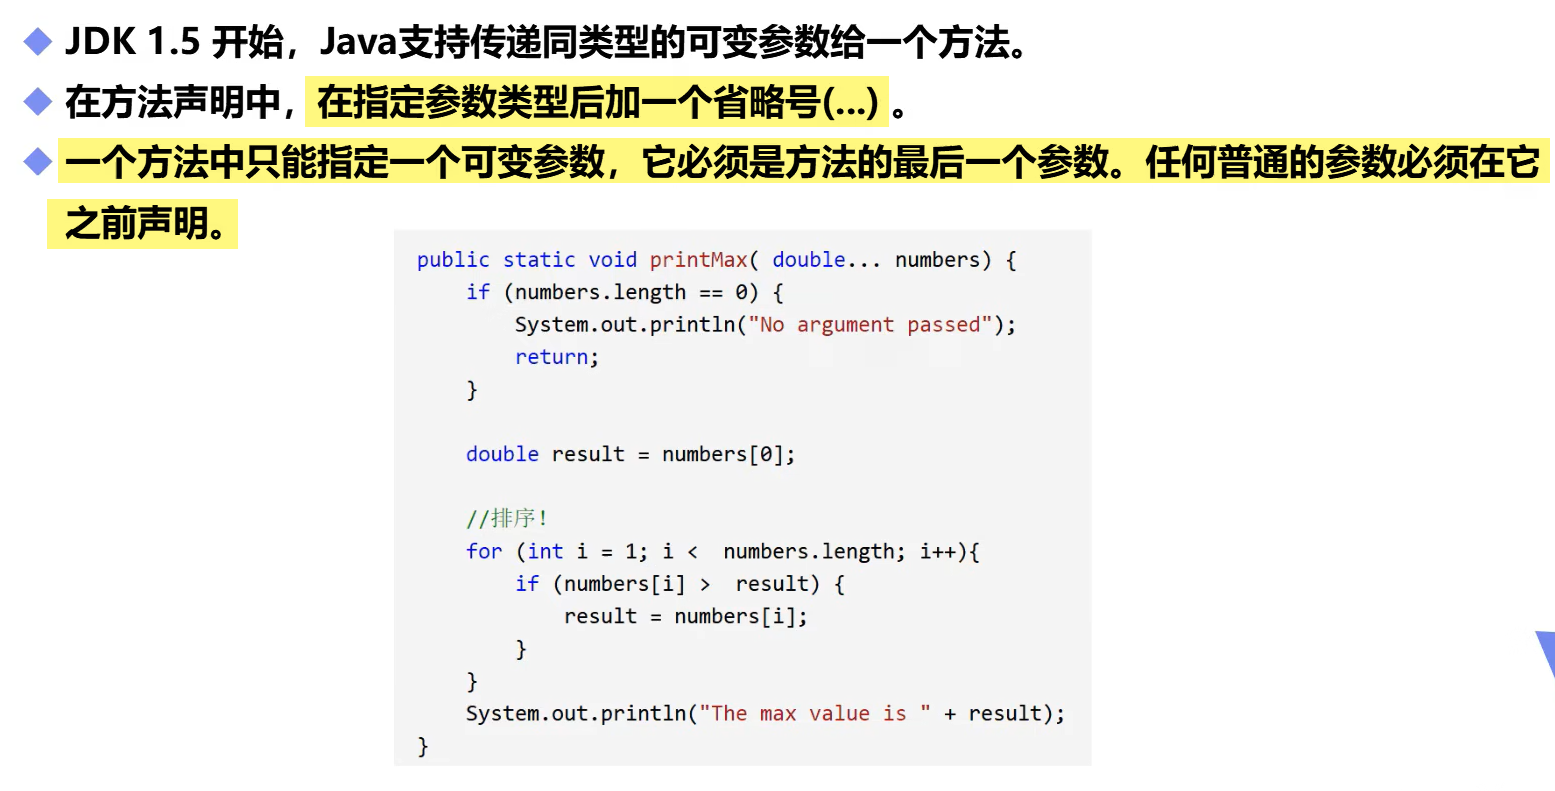 JDK 1.5 开始，Java支持传递同类型的可变参数给一个方法。
在方法声明中，在指定参数类型后加一个省略号(...) 。
一个方法中只能指定一个可变参数，它必须是方法的最后一个参数。任何普通的参数必须在它
之前声明。
public static void printMax( double... numbers) {
if (numbers.length == 0) {
System.out.println("No argument passed");
return;
}
double result = numbers[0];
//排序！
for (int i = 1; i <  numbers.length; i++){
if (numbers[i] >  result) {
result = numbers[i];
}
}
System.out.println("The max value is " + result);
}